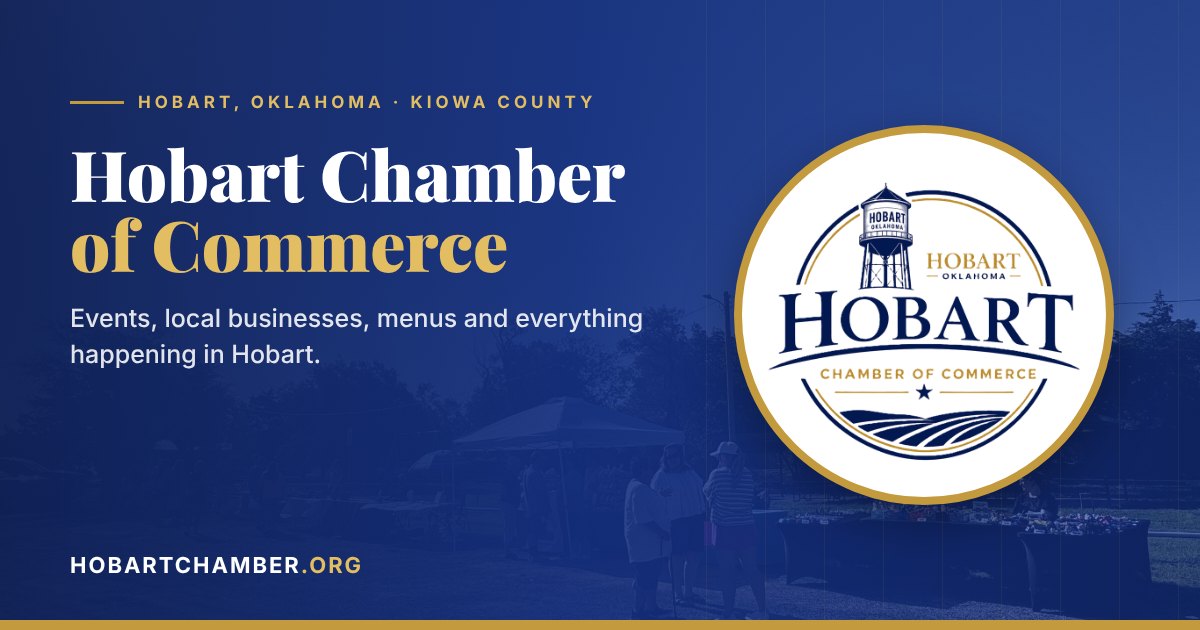 HOBART, OKLAHOMA · KIOWA COUNTY
Hobart Chamber
of Commerce
Events, local businesses, menus and everything
happening in Hobart.
HOBART
OKLAHOMA
HOBART
OKLAHOMA
HOBART
CHAMBER OF COMMERCE
HOBARTCHAMBER.ORG